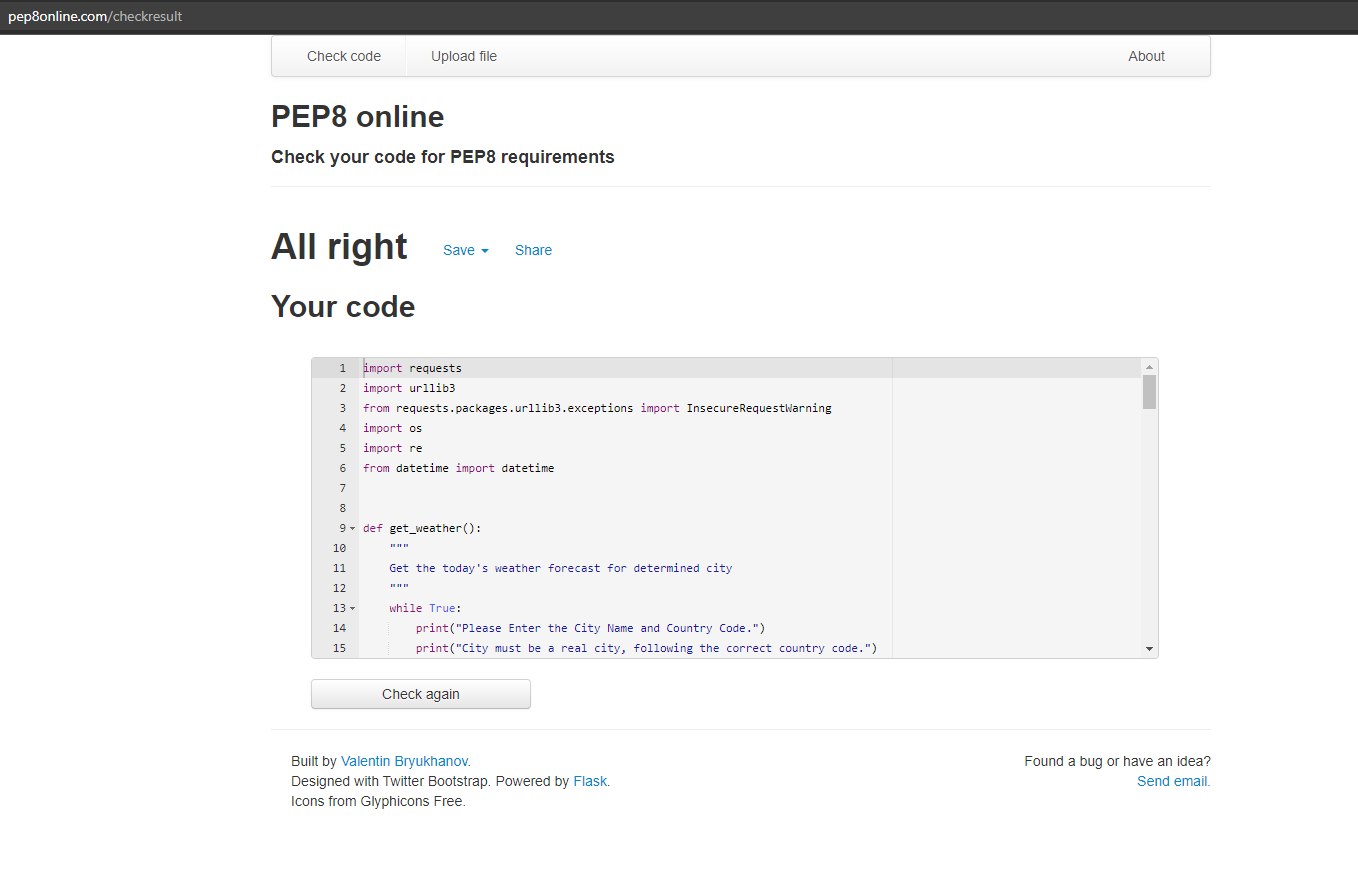 pep8online.com/checkresult
Check code Upload file About
PEP8 online
Check your code for PEP8 requirements
All right Save Share
Your code
1 import requests
2 import urllib3
3 from requests.packages.urllib3.exceptions import InsecureRequestWarning
4 import os
5 import re
6 from datetime import datetime
7
8
9 def get_weather():
10 """
11 Get the today's weather forecast for determined city
12 """
13 while True:
14 print("Please Enter the City Name and Country Code.")
15 print("City must be a real city, following the correct country code.")
Check again
Built by Valentin Bryukhanov. Found a bug or have an idea?
Designed with Twitter Bootstrap. Powered by Flask. Send email.
Icons from Glyphicons Free.